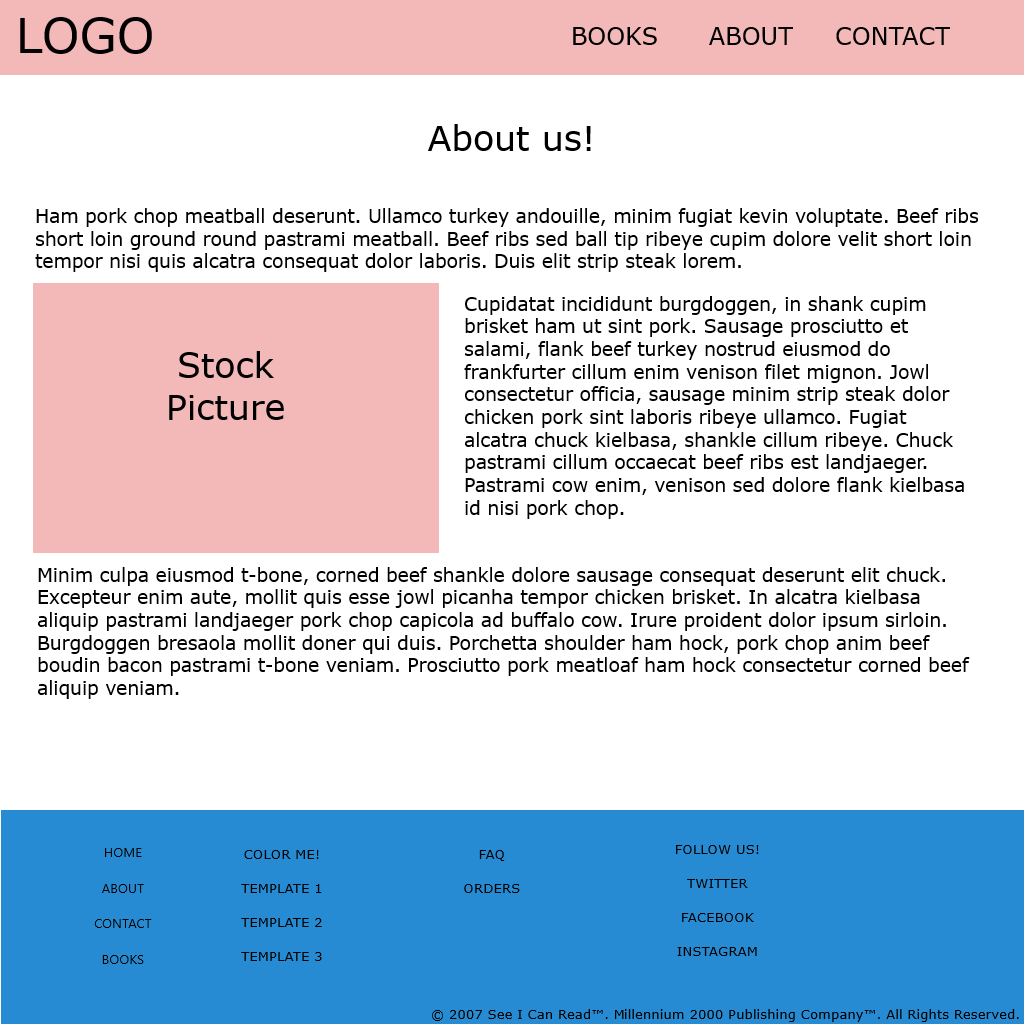 LOGO
BOOKS ABOUT CONTACT
About us!
Ham pork chop meatball deserunt. Ullamco turkey andouille, minim fugiat kevin voluptate. Beef ribs
short loin ground round pastrami meatball. Beef ribs sed ball tip ribeye cupim dolore velit short loin
tempor nisi quis alcatra consequat dolor laboris. Duis elit strip steak lorem.
Stock
Picture
Cupidatat incididunt burgdoggen, in shank cupim
brisket ham ut sint pork. Sausage prosciutto et
salami, flank beef turkey nostrud eiusmod do
frankfurter cillum enim venison filet mignon. Jowl
consectetur officia, sausage minim strip steak dolor
chicken pork sint laboris ribeye ullamco. Fugiat
alcatra chuck kielbasa, shankle cillum ribeye. Chuck
pastrami cillum occaecat beef ribs est landjaeger.
Pastrami cow enim, venison sed dolore flank kielbasa
id nisi pork chop.
Minim culpa eiusmod t-bone, corned beef shankle dolore sausage consequat deserunt elit chuck.
Excepteur enim aute, mollit quis esse jowl picanha tempor chicken brisket. In alcatra kielbasa
aliquip pastrami landjaeger pork chop capicola ad buffalo cow. Irure proident dolor ipsum sirloin.
Burgdoggen bresaola mollit doner qui duis. Porchetta shoulder ham hock, pork chop anim beef
boudin bacon pastrami t-bone veniam. Prosciutto pork meatloaf ham hock consectetur corned beef
aliquip veniam.
HOME
ABOUT
CONTACT
BOOKS
COLOR ME!
TEMPLATE 1
TEMPLATE 2
TEMPLATE 3
FAQ
ORDERS
FOLLOW US!
TWITTER
FACEBOOK
INSTAGRAM
© 2007 See I Can Read™. Millennium 2000 Publishing Company™. All Rights Reserved.